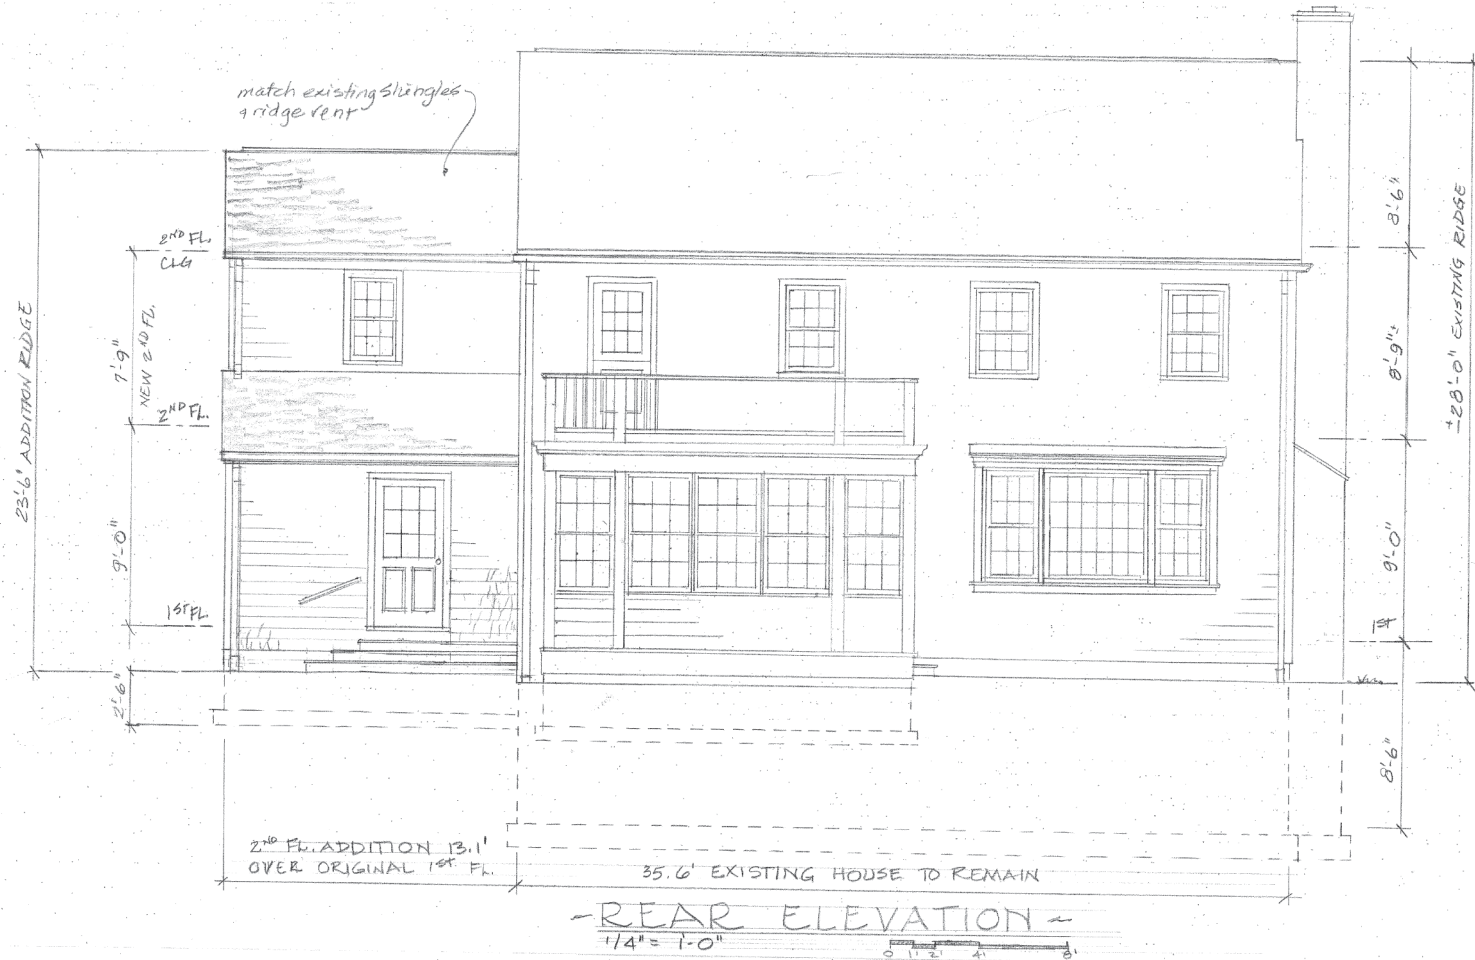 match existing shingles
& ridge vent
2ND FL.
CLG
23'-6" ADDITION RIDGE
7'-9"
NEW 2ND FL.
2ND FL.
9'-0"
1ST FL.
2'-6"
8'-6"
±28'-0" EXISTING RIDGE
8'-9"±
9'-0"
1ST
8'-6"
2ND FL. ADDITION 13.1'
OVER ORIGINAL 1ST FL.
35.6' EXISTING HOUSE TO REMAIN
~REAR ELEVATION~
1/4" = 1'-0"
0 1' 2' 4' 8'